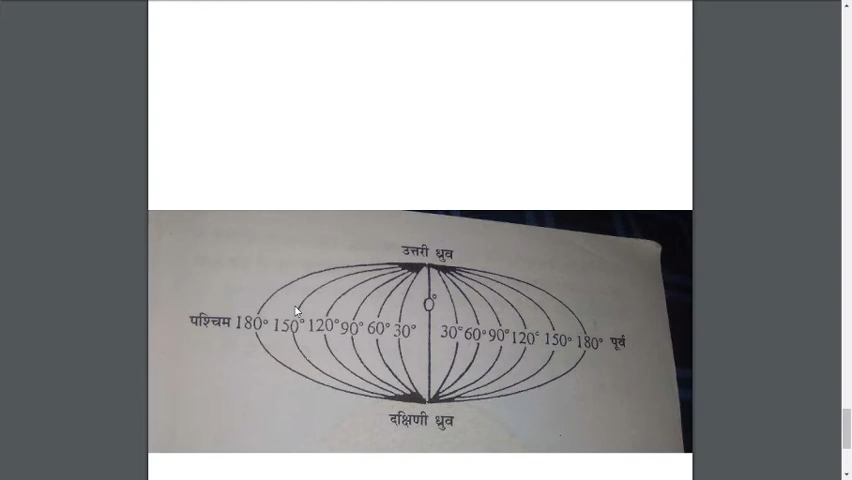 उत्तरी ध्रुव
0°
पश्चिम 180° 150° 120° 90° 60° 30° 30° 60° 90° 120° 150° 180° पूर्व
दक्षिणी ध्रुव